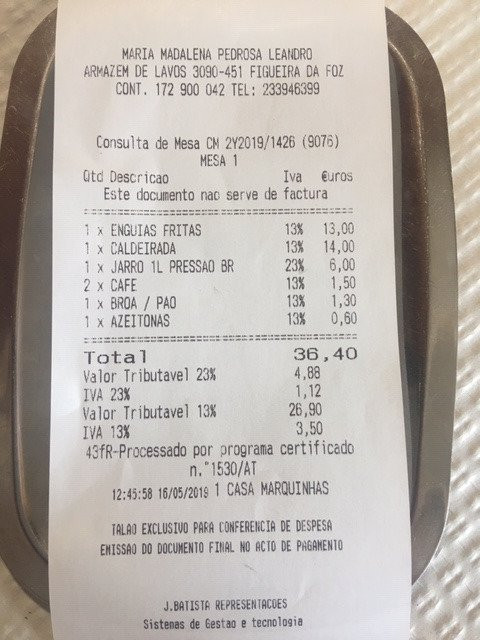 MARIA MADALENA PEDROSA LEANDRO
ARMAZEM DE LAVOS 3090-451 FIGUEIRA DA FOZ
CONT. 172 900 042 TEL: 233946399
Consulta de Mesa CM 2Y2019/1426 (9076)
MESA 1
Qtd Descricao Iva €uros
Este documento nao serve de factura
1 x ENGUIAS FRITAS 13% 13,00
1 x CALDEIRADA 13% 14,00
1 x JARRO 1L PRESSAO BR 23% 6,00
2 x CAFE 13% 1,50
1 x BROA / PAO 13% 1,30
1 x AZEITONAS 13% 0,60
Total 36,40
Valor Tributavel 23% 4,88
IVA 23% 1,12
Valor Tributavel 13% 26,90
IVA 13% 3,50
43fR-Processado por programa certificado
n.º1530/AT
12:45:58 16/05/2019 1 CASA MARQUINHAS
TALAO EXCLUSIVO PARA CONFERENCIA DE DESPESA
EMISSAO DO DOCUMENTO FINAL NO ACTO DE PAGAMENTO
J.BATISTA REPRESENTACOES
Sistemas de Gestao e tecnologia